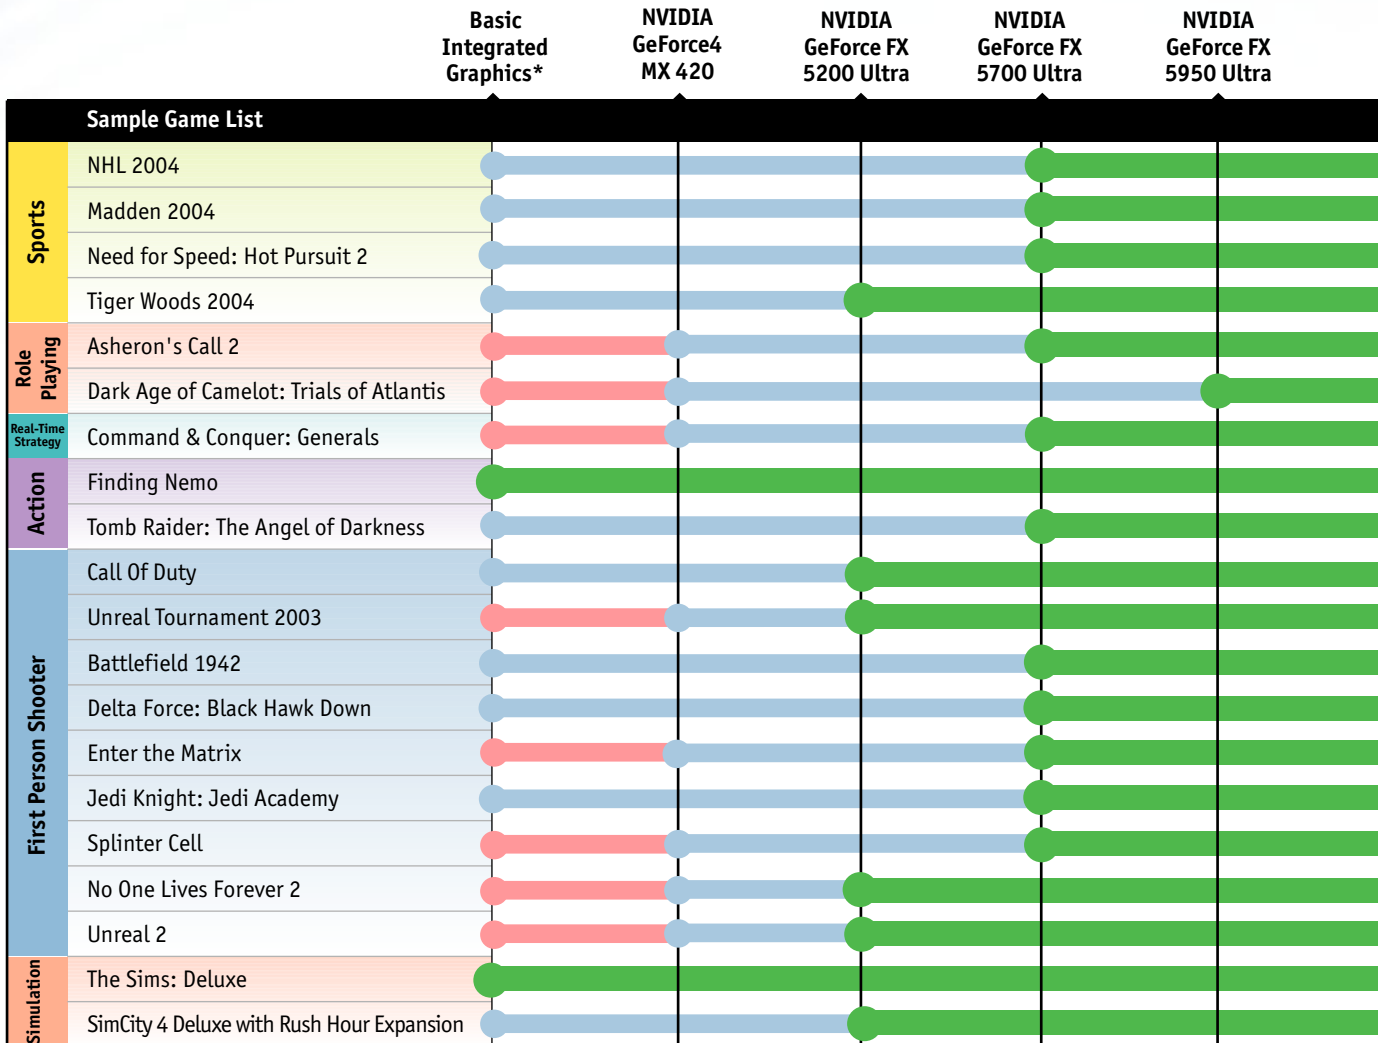 Basic
Integrated
Graphics*
NVIDIA
GeForce4
MX 420
NVIDIA
GeForce FX
5200 Ultra
NVIDIA
GeForce FX
5700 Ultra
NVIDIA
GeForce FX
5950 Ultra
Sample Game List
Sports
NHL 2004
Madden 2004
Need for Speed: Hot Pursuit 2
Tiger Woods 2004
Role
Playing
Asheron's Call 2
Dark Age of Camelot: Trials of Atlantis
Real-Time
Strategy
Command & Conquer: Generals
Action
Finding Nemo
Tomb Raider: The Angel of Darkness
First Person Shooter
Call Of Duty
Unreal Tournament 2003
Battlefield 1942
Delta Force: Black Hawk Down
Enter the Matrix
Jedi Knight: Jedi Academy
Splinter Cell
No One Lives Forever 2
Unreal 2
Simulation
The Sims: Deluxe
SimCity 4 Deluxe with Rush Hour Expansion